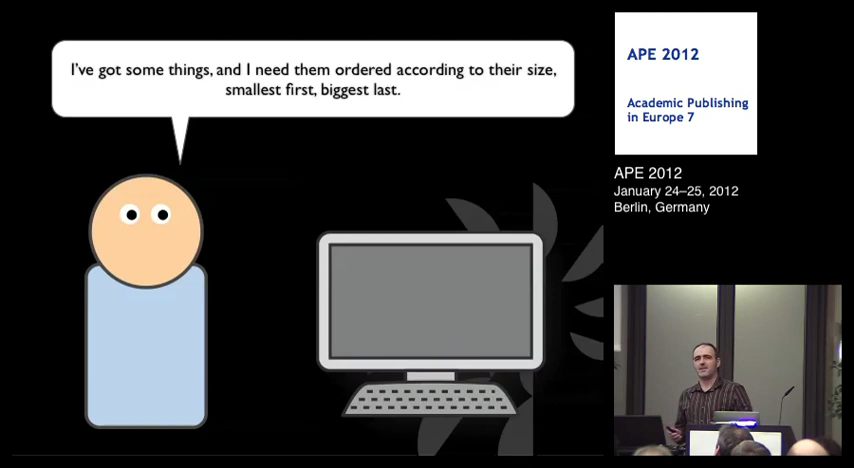 I've got some things, and I need them ordered according to their size,
smallest first, biggest last.
APE 2012
Academic Publishing
in Europe 7
APE 2012
January 24–25, 2012
Berlin, Germany